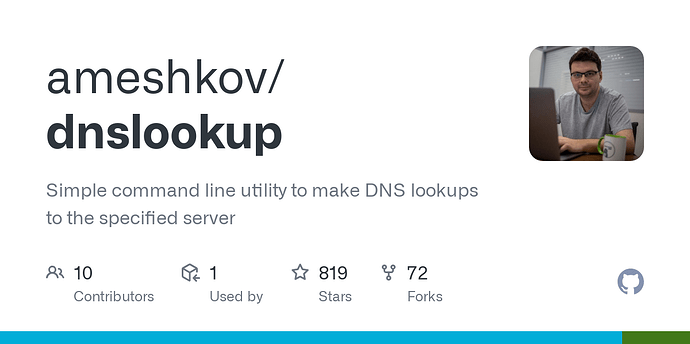 ameshkov/
dnslookup
Simple command line utility to make DNS lookups
to the specified server
10
Contributors
1
Used by
819
Stars
72
Forks